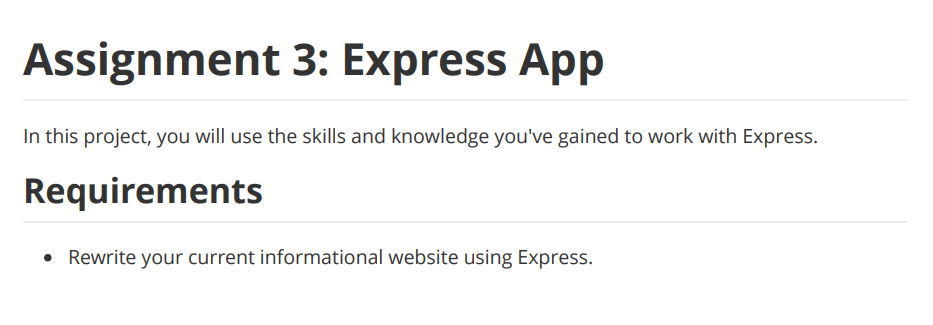 Assignment 3: Express App
In this project, you will use the skills and knowledge you've gained to work with Express.
Requirements
• Rewrite your current informational website using Express.